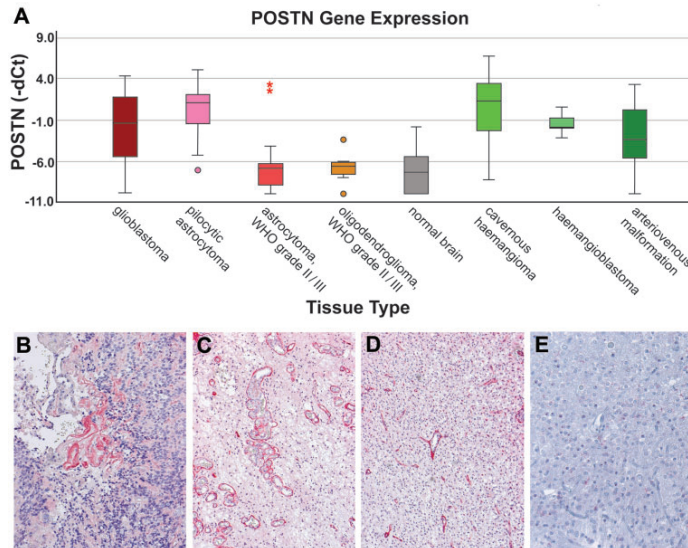 A
POSTN Gene Expression
POSTN (-dCt)
9.0
4.0
-1.0
-6.0
-11.0
**
glioblastoma
pilocytic
astrocytoma
astrocytoma,
WHO grade II / III
oligodendroglioma,
WHO grade II / III
normal brain
cavernous
haemangioma
haemangioblastoma
arteriovenous
malformation
Tissue Type
B
C
D
E